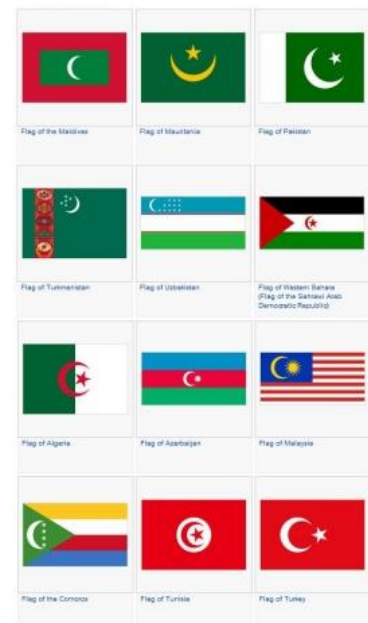 Flag of the Maldives
Flag of Mauritania
Flag of Pakistan
Flag of Turkmenistan
Flag of Uzbekistan
Flag of Western Sahara
(Flag of the Sahrawi Arab
Democratic Republic)
Flag of Algeria
Flag of Azerbaijan
Flag of Malaysia
Flag of the Comoros
Flag of Tunisia
Flag of Turkey